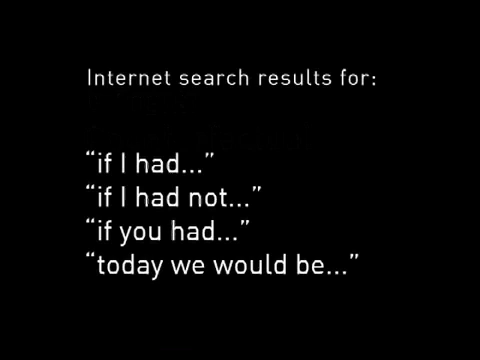 Internet search results for:
“if I had...”
“if I had not...”
“if you had...”
“today we would be...”